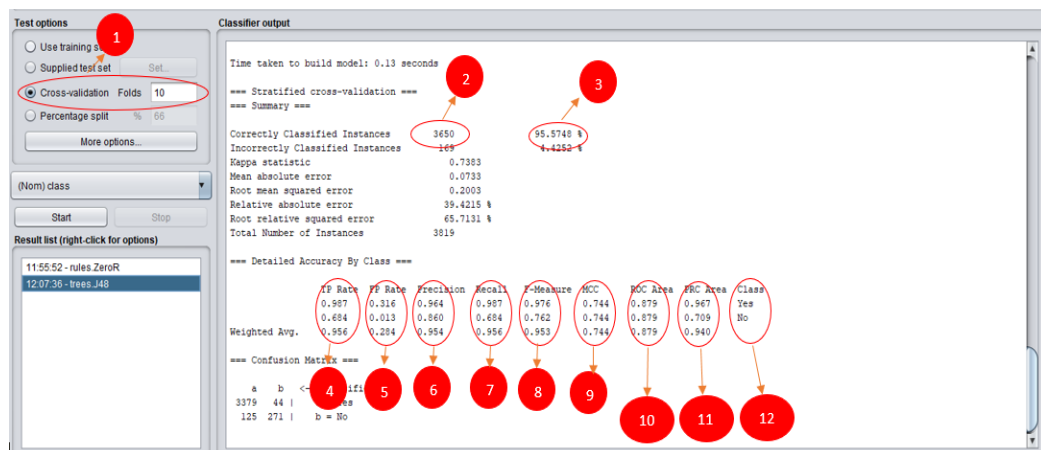 Test options
Use training s
1
Supplied test set Set...
Cross-validation Folds 10
Percentage split % 66
More options...
(Nom) class
Start Stop
Result list (right-click for options)
11:55:52 - rules.ZeroR
12:07:36 - trees.J48
Classifier output
Time taken to build model: 0.13 seconds
2
3
=== Stratified cross-validation ===
=== Summary ===
Correctly Classified Instances 3650 95.5748 %
Incorrectly Classified Instances 169 4.4252 %
Kappa statistic 0.7383
Mean absolute error 0.0733
Root mean squared error 0.2003
Relative absolute error 39.4215 %
Root relative squared error 65.7131 %
Total Number of Instances 3819
=== Detailed Accuracy By Class ===
TP Rate FP Rate Precision Recall F-Measure MCC ROC Area PRC Area Class
0.987 0.316 0.964 0.987 0.976 0.744 0.879 0.967 Yes
0.684 0.013 0.860 0.684 0.762 0.744 0.879 0.709 No
Weighted Avg. 0.956 0.284 0.954 0.956 0.953 0.744 0.879 0.940
=== Confusion Matrix ===
a b <-
3379 44 |
125 271 | b = No
4 5 6 7 8 9 10 11 12